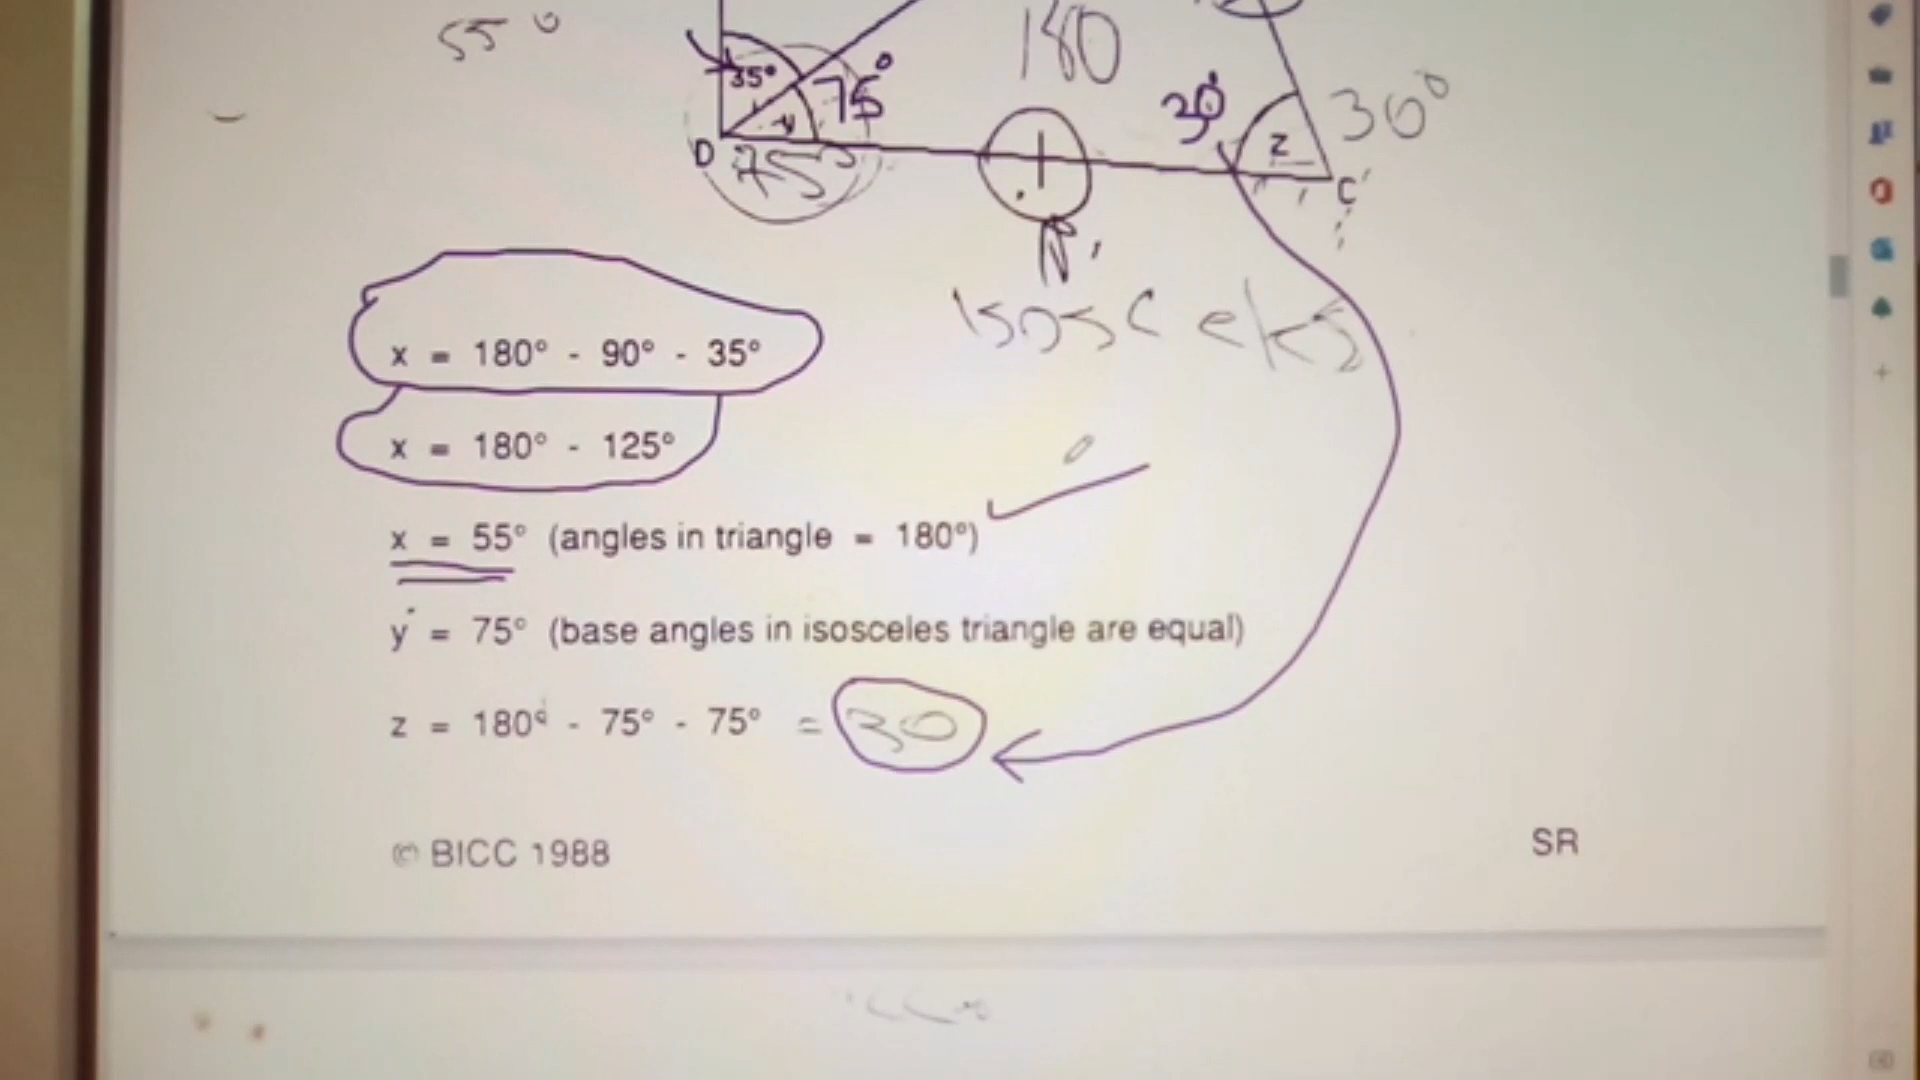 55°
180
35°
75°
30°
30°
y
z
D
75°
C
isosceles
x = 180° - 90° - 35°
x = 180° - 125°
x = 55° (angles in triangle = 180°)
y = 75° (base angles in isosceles triangle are equal)
z = 180° - 75° - 75° = 30
© BICC 1988
SR